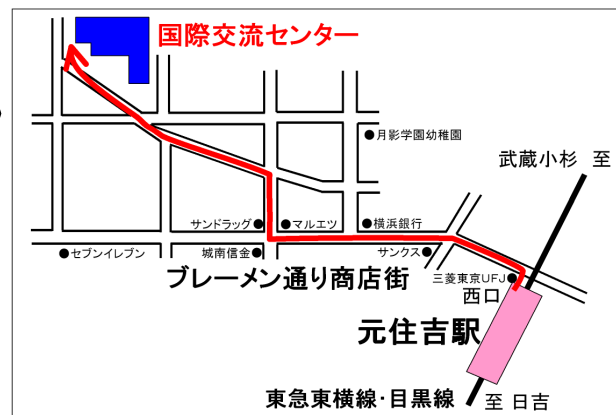 国際交流センター
月影学園幼稚園
武蔵小杉 至
サンドラッグ
マルエツ
横浜銀行
セブンイレブン
城南信金
サンクス
ブレーメン通り商店街
三菱東京UFJ
西口
元住吉駅
東急東横線・目黒線
至 日吉